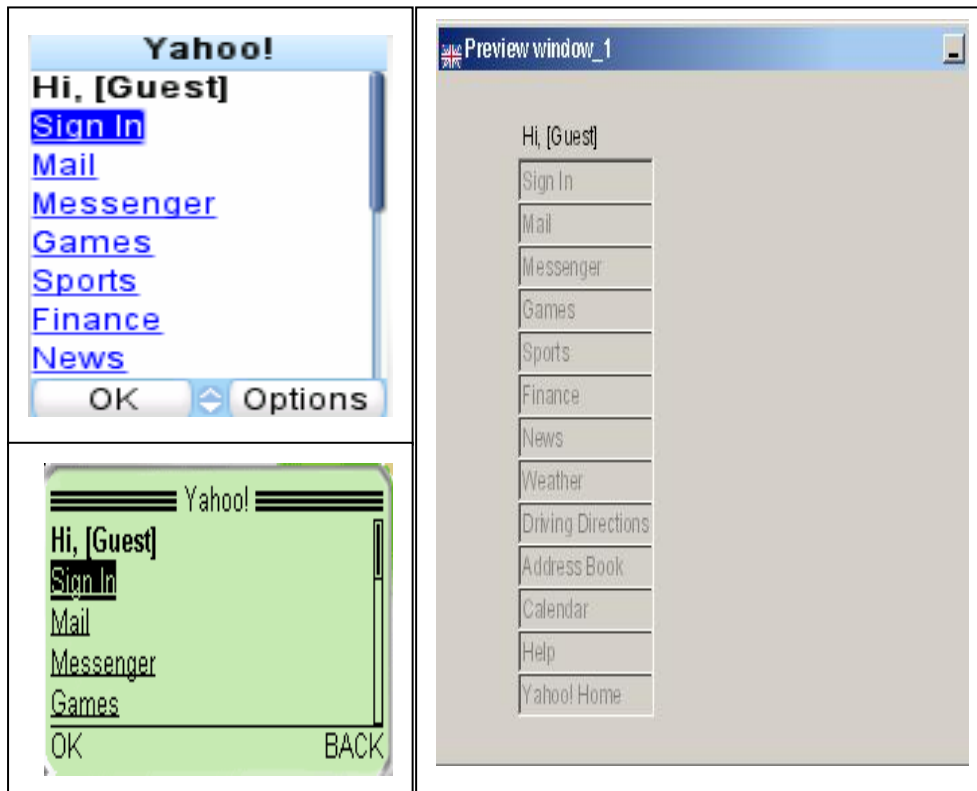 Yahoo!
Hi, [Guest]
Sign In
Mail
Messenger
Games
Sports
Finance
News
OK Options
Yahoo!
Hi, [Guest]
Sign In
Mail
Messenger
Games
OK BACK
Preview window_1
Hi, [Guest]
Sign In
Mail
Messenger
Games
Sports
Finance
News
Weather
Driving Directions
Address Book
Calendar
Help
Yahoo! Home